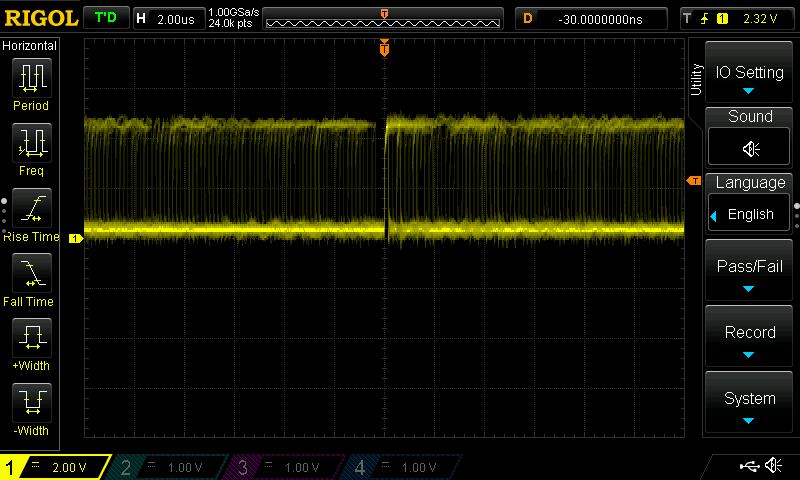 RIGOL T'D H 2.00us 1.00GSa/s 24.0k pts T D -30.0000000ns T 1 2.32 V
Horizontal
Period
Freq
Rise Time
Fall Time
+Width
-Width
T
T
1
Utility
IO Setting
Sound
Language
English
Pass/Fail
Record
System
1 2.00 V 2 1.00 V 3 1.00 V 4 1.00 V